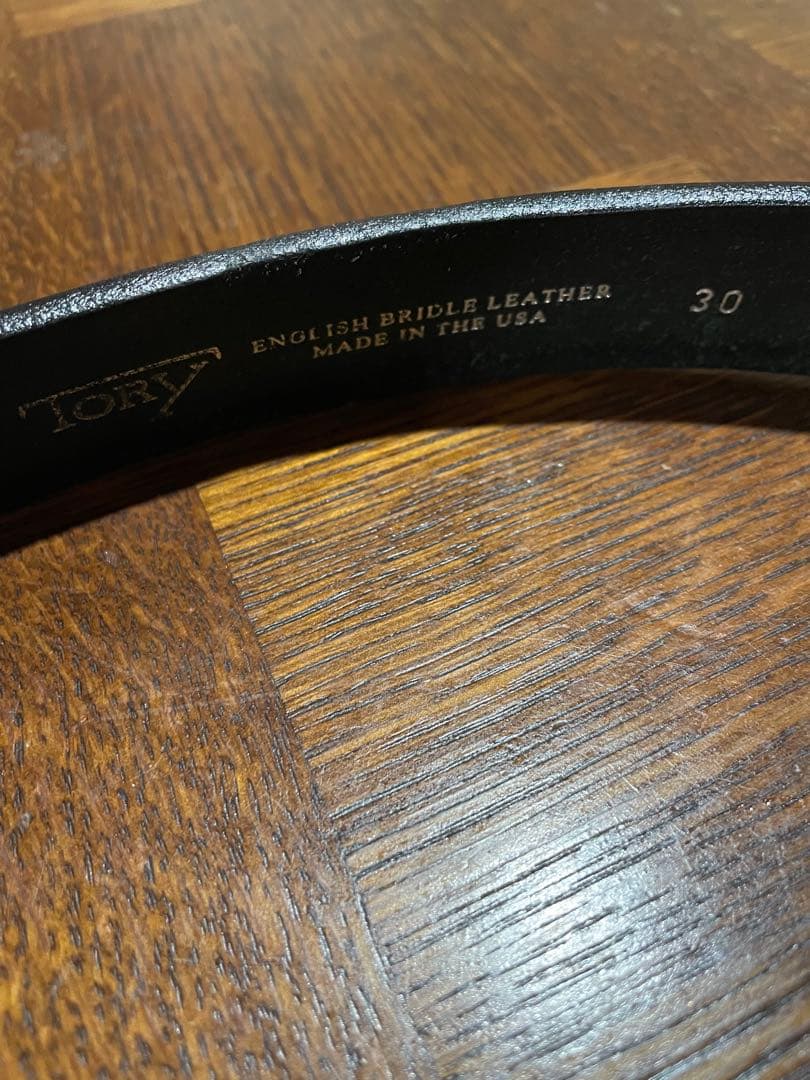 TORY
ENGLISH BRIDLE LEATHER
MADE IN THE USA
30